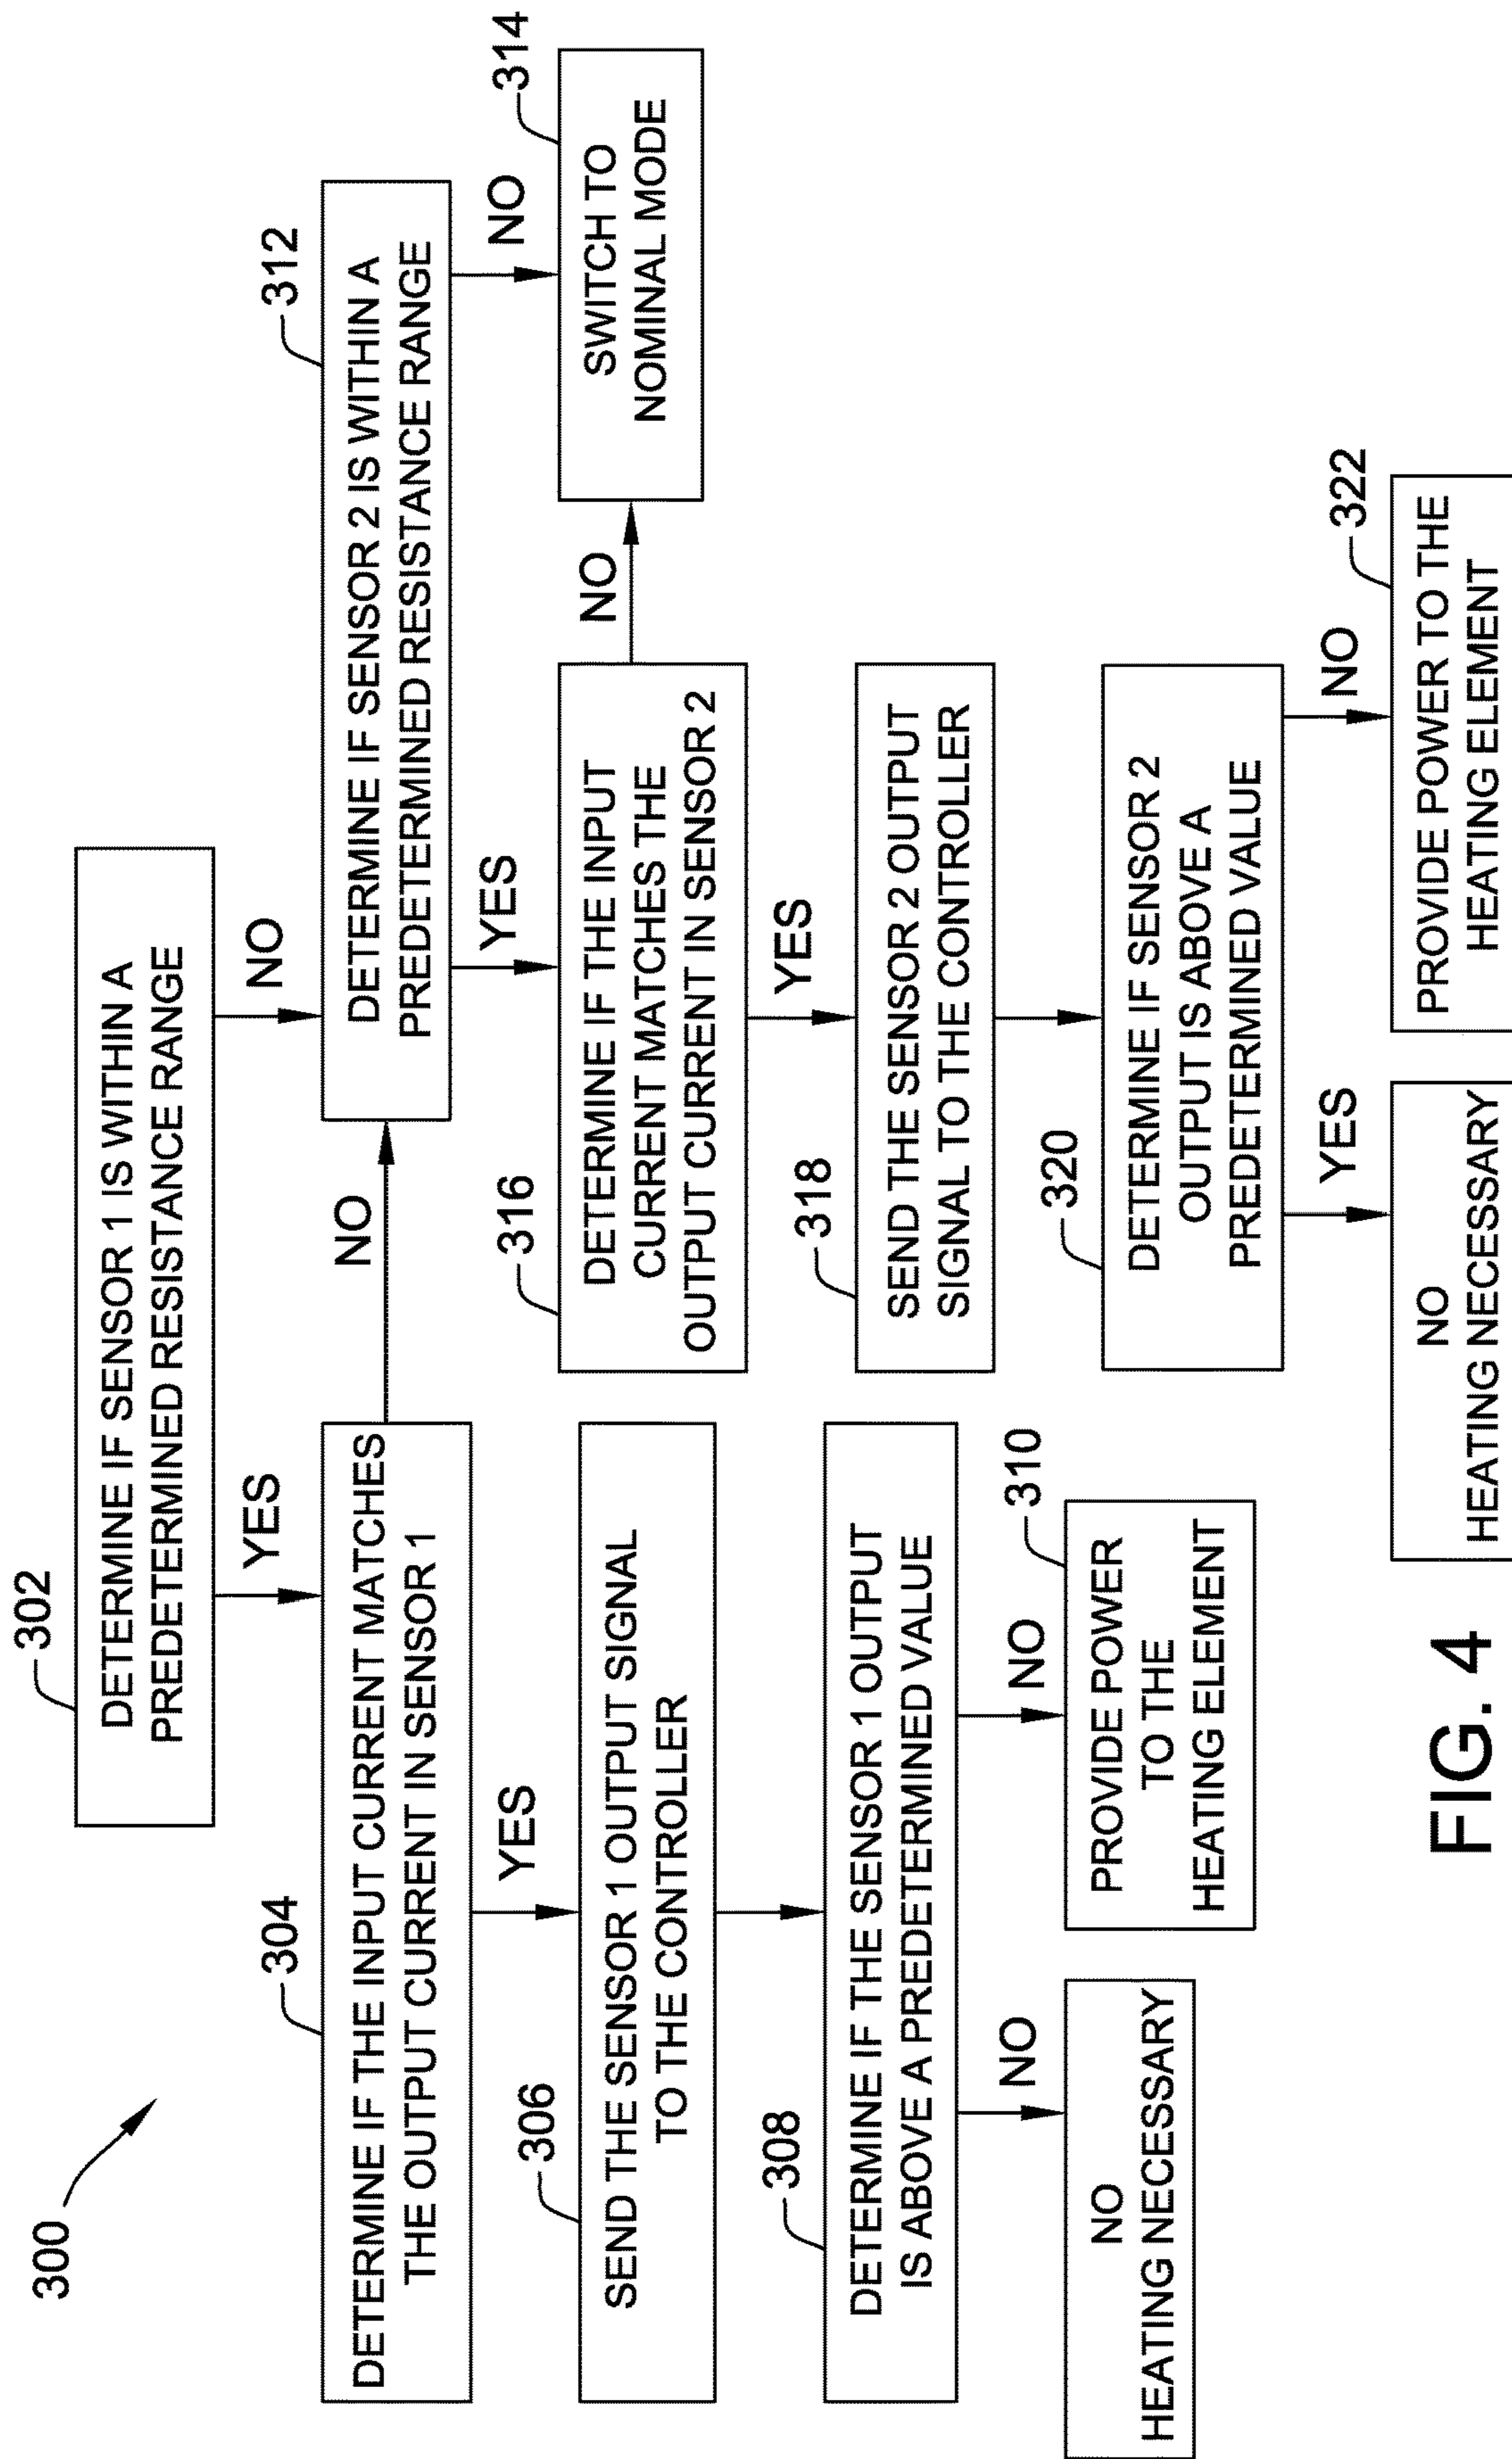 300
302
DETERMINE IF SENSOR 1 IS WITHIN A
PREDETERMINED RESISTANCE RANGE
YES
NO
304
DETERMINE IF THE INPUT CURRENT MATCHES
THE OUTPUT CURRENT IN SENSOR 1
NO
312
DETERMINE IF SENSOR 2 IS WITHIN A
PREDETERMINED RESISTANCE RANGE
YES
306
SEND THE SENSOR 1 OUTPUT SIGNAL
TO THE CONTROLLER
308
DETERMINE IF THE SENSOR 1 OUTPUT
IS ABOVE A PREDETERMINED VALUE
NO
NO
HEATING NECESSARY
NO
310
PROVIDE POWER
TO THE
HEATING ELEMENT
YES
NO
316
DETERMINE IF THE INPUT
CURRENT MATCHES THE
OUTPUT CURRENT IN SENSOR 2
NO
314
SWITCH TO
NOMINAL MODE
YES
318
SEND THE SENSOR 2 OUTPUT
SIGNAL TO THE CONTROLLER
320
DETERMINE IF SENSOR 2
OUTPUT IS ABOVE A
PREDETERMINED VALUE
YES
NO
HEATING NECESSARY
NO
322
PROVIDE POWER TO THE
HEATING ELEMENT
FIG. 4